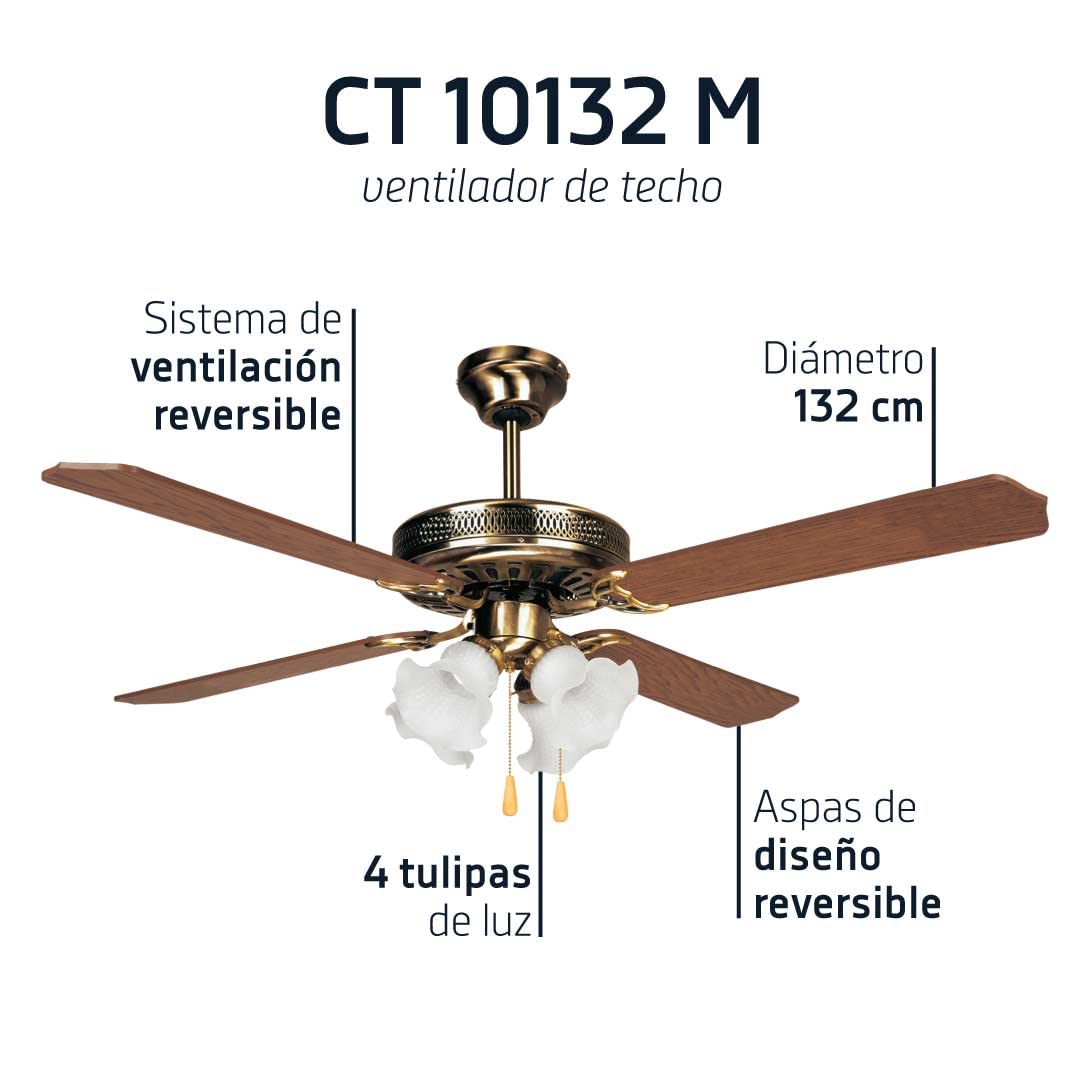 CT 10132 M
ventilador de techo
Sistema de
ventilación
reversible
Diámetro
132 cm
4 tulipas
de luz
Aspas de
diseño
reversible